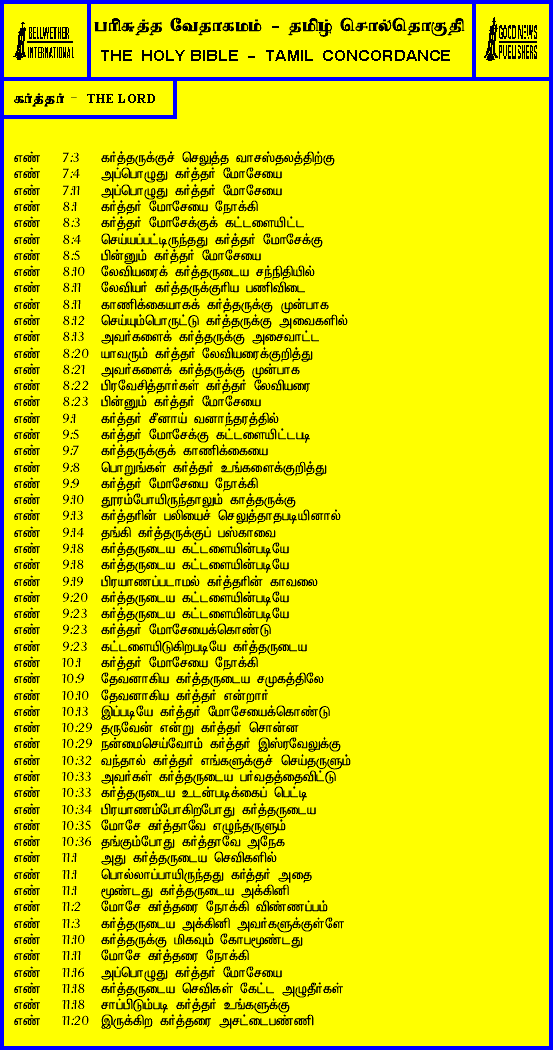 BELLWETHER
INTERNATIONAL
பரிசுத்த வேதாகமம் - தமிழ் சொல்தொகுதி
THE HOLY BIBLE - TAMIL CONCORDANCE
GOOD NEWS
PUBLISHERS
கர்த்தர் - THE LORD
எண் 7:3 கர்த்தருக்குச் செலுத்த வாசஸ்தலத்திற்கு
எண் 7:4 அப்பொழுது கர்த்தர் மோசேயை
எண் 7:11 அப்பொழுது கர்த்தர் மோசேயை
எண் 8:1 கர்த்தர் மோசேயை நோக்கி
எண் 8:3 கர்த்தர் மோசேக்குக் கட்டளையிட்ட
எண் 8:4 செய்யப்பட்டிருந்தது கர்த்தர் மோசேக்கு
எண் 8:5 பின்னும் கர்த்தர் மோசேயை
எண் 8:10 லேவியரைக் கர்த்தருடைய சந்நிதியில்
எண் 8:11 லேவியர் கர்த்தருக்குரிய பணிவிடை
எண் 8:11 காணிக்கையாகக் கர்த்தருக்கு முன்பாக
எண் 8:12 செய்யும்பொருட்டு கர்த்தருக்கு அவைகளில்
எண் 8:13 அவர்களைக் கர்த்தருக்கு அசைவாட்ட
எண் 8:20 யாவரும் கர்த்தர் லேவியரைக்குறித்து
எண் 8:21 அவர்களைக் கர்த்தருக்கு முன்பாக
எண் 8:22 பிரவேசித்தார்கள் கர்த்தர் லேவியரை
எண் 8:23 பின்னும் கர்த்தர் மோசேயை
எண் 9:1 கர்த்தர் சீனாய் வனாந்தரத்தில்
எண் 9:5 கர்த்தர் மோசேக்கு கட்டளையிட்டபடி
எண் 9:7 கர்த்தருக்குக் காணிக்கையை
எண் 9:8 பொறுங்கள் கர்த்தர் உங்களைக்குறித்து
எண் 9:9 கர்த்தர் மோசேயை நோக்கி
எண் 9:10 தூரம்போயிருந்தாலும் காத்தருக்கு
எண் 9:13 கர்த்தரின் பலியைச் செலுத்தாதபடியினால்
எண் 9:14 தங்கி கர்த்தருக்குப் பஸ்காவை
எண் 9:18 கர்த்தருடைய கட்டளையின்படியே
எண் 9:18 கர்த்தருடைய கட்டளையின்படியே
எண் 9:19 பிரயாணப்படாமல் கர்த்தரின் காவலை
எண் 9:20 கர்த்தருடைய கட்டளையின்படியே
எண் 9:23 கர்த்தருடைய கட்டளையின்படியே
எண் 9:23 கர்த்தர் மோசேயைக்கொண்டு
எண் 9:23 கட்டளையிடுகிறபடியே கர்த்தருடைய
எண் 10:1 கர்த்தர் மோசேயை நோக்கி
எண் 10:9 தேவனாகிய கர்த்தருடைய சமுகத்திலே
எண் 10:10 தேவனாகிய கர்த்தர் என்றார்
எண் 10:13 இப்படியே கர்த்தர் மோசேயைக்கொண்டு
எண் 10:29 தருவேன் என்று கர்த்தர் சொன்ன
எண் 10:29 நன்மைசெய்வோம் கர்த்தர் இஸ்ரவேலுக்கு
எண் 10:32 வந்தால் கர்த்தர் எங்களுக்குச் செய்தருளும்
எண் 10:33 அவர்கள் கர்த்தருடைய பர்வதத்தைவிட்டு
எண் 10:33 கர்த்தருடைய உடன்படிக்கைப் பெட்டி
எண் 10:34 பிரயாணம்போகிறபோது கர்த்தருடைய
எண் 10:35 மோசே கர்த்தாவே எழுந்தருளும்
எண் 10:36 தங்கும்போது கர்த்தாவே அநேக
எண் 11:1 அது கர்த்தருடைய செவிகளில்
எண் 11:1 பொல்லாப்பாயிருந்தது கர்த்தர் அதை
எண் 11:1 மூண்டது கர்த்தருடைய அக்கினி
எண் 11:2 மோசே கர்த்தரை நோக்கி விண்ணப்பம்
எண் 11:3 கர்த்தருடைய அக்கினி அவர்களுக்குள்ளே
எண் 11:10 கர்த்தருக்கு மிகவும் கோபமூண்டது
எண் 11:11 மோசே கர்த்தரை நோக்கி
எண் 11:16 அப்பொழுது கர்த்தர் மோசேயை
எண் 11:18 கர்த்தருடைய செவிகள் கேட்ட அழுதீர்கள்
எண் 11:18 சாப்பிடும்படி கர்த்தர் உங்களுக்கு
எண் 11:20 இருக்கிற கர்த்தரை அசட்டைபண்ணி